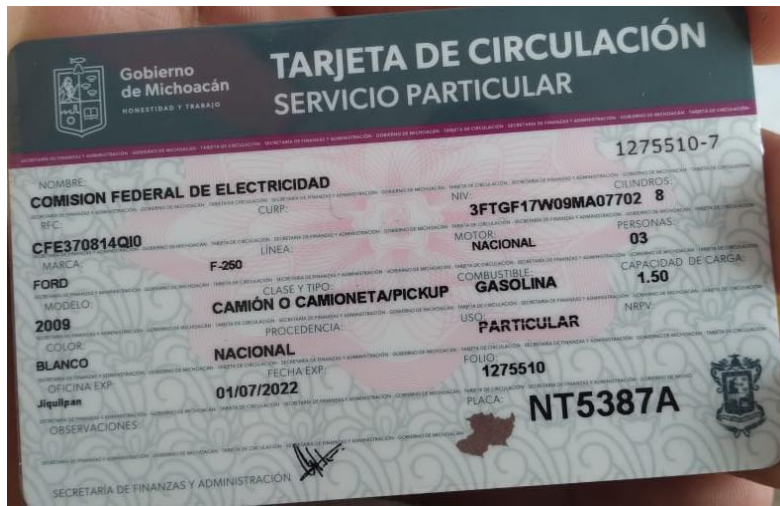 Gobierno
de Michoacán
HONESTIDAD Y TRABAJO
TARJETA DE CIRCULACIÓN
SERVICIO PARTICULAR
1275510-7
NOMBRE:
COMISION FEDERAL DE ELECTRICIDAD
RFC: CURP: NIV: CILINDROS:
CFE370814QI0 3FTGF17W09MA07702 8
MARCA: LÍNEA: MOTOR: PERSONAS:
FORD F-250 NACIONAL 03
MODELO: CLASE Y TIPO: COMBUSTIBLE: CAPACIDAD DE CARGA:
2009 CAMIÓN O CAMIONETA/PICKUP GASOLINA 1.50
COLOR: PROCEDENCIA: USO: NRPV:
BLANCO NACIONAL PARTICULAR
OFICINA EXP: FECHA EXP: FOLIO:
Jiquilpan 01/07/2022 1275510
OBSERVACIONES: PLACA: NT5387A
SECRETARÍA DE FINANZAS Y ADMINISTRACIÓN